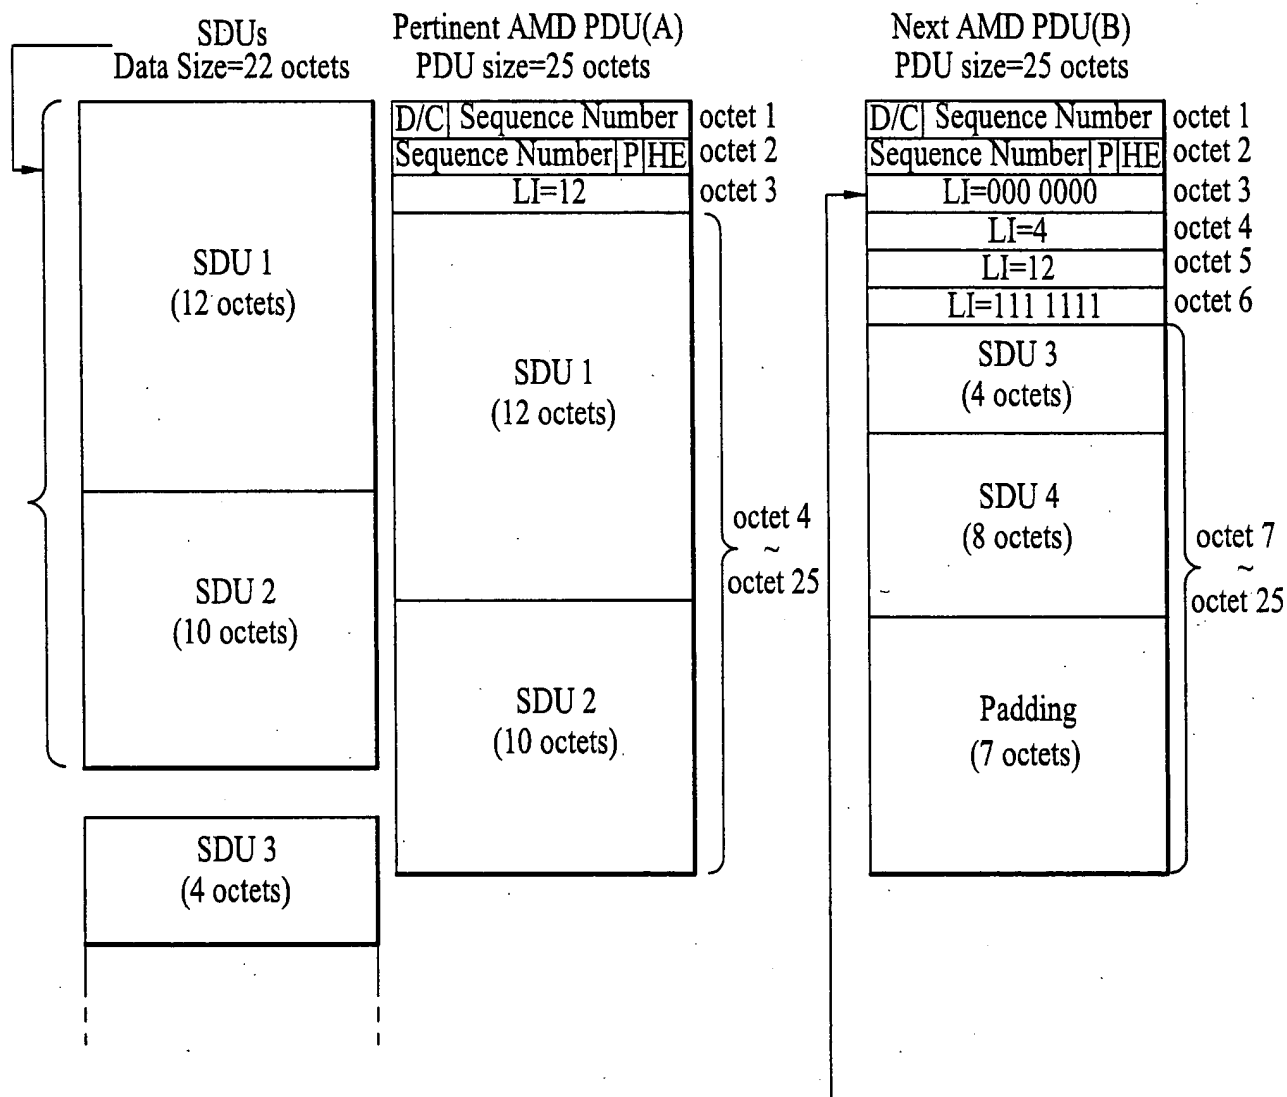 SDUs
Data Size=22 octets
SDU 1
(12 octets)
SDU 2
(10 octets)
SDU 3
(4 octets)
Pertinent AMD PDU(A)
PDU size=25 octets
D/C Sequence Number octet 1
Sequence Number P HE octet 2
LI=12 octet 3
SDU 1
(12 octets)
SDU 2
(10 octets)
octet 4
~
octet 25
Next AMD PDU(B)
PDU size=25 octets
D/C Sequence Number octet 1
Sequence Number P HE octet 2
LI=000 0000 octet 3
LI=4 octet 4
LI=12 octet 5
LI=111 1111 octet 6
SDU 3
(4 octets)
SDU 4
(8 octets)
Padding
(7 octets)
octet 7
~
octet 25